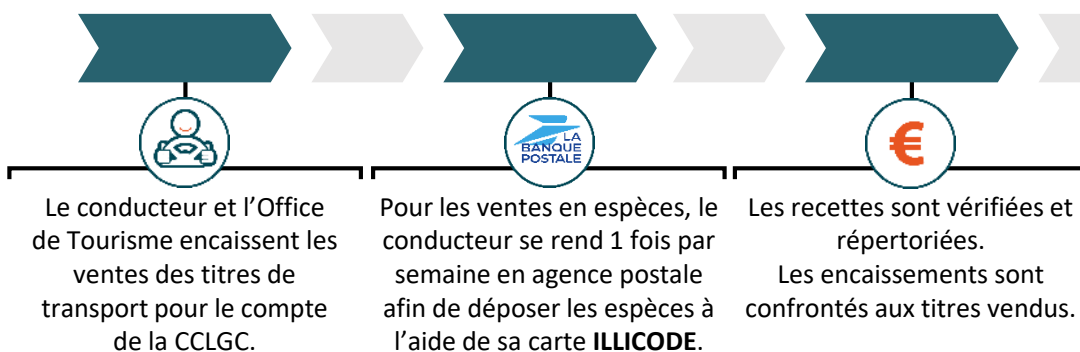 LA
BANQUE
POSTALE
€
Le conducteur et l’Office
de Tourisme encaissent les
ventes des titres de
transport pour le compte
de la CCLGC.
Pour les ventes en espèces, le
conducteur se rend 1 fois par
semaine en agence postale
afin de déposer les espèces à
l’aide de sa carte ILLICODE.
Les recettes sont vérifiées et
répertoriées.
Les encaissements sont
confrontés aux titres vendus.